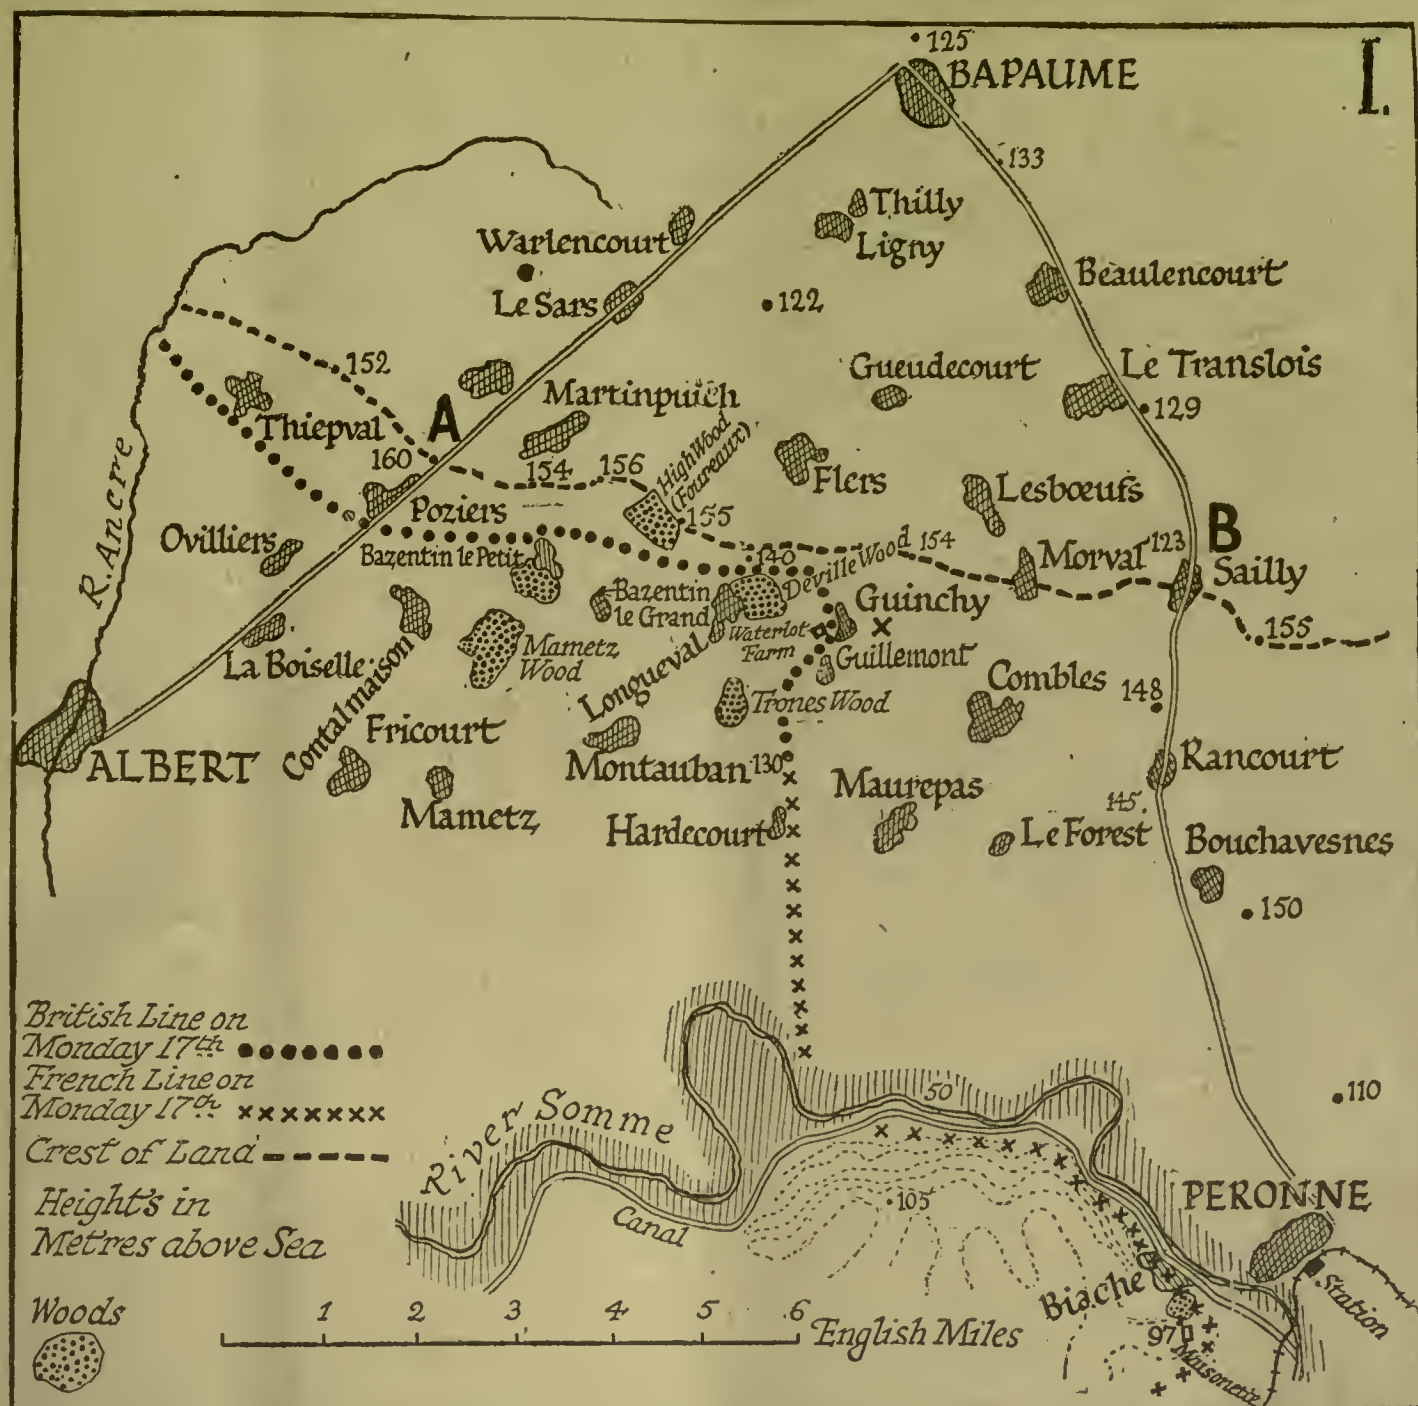 I.
125
BAPAUME
133
Thilly
Ligny
Warlencourt
Le Sars
122
Beaulencourt
152
Martinpuich
Gueudecourt
Le Translois
129
A
Thiepval
160
154
156
High Wood
(Foureaux)
155
Flers
Lesbœufs
Poziers
Ovilliers
R. Ancre
Bazentin le Petit
140
Deville Wood
154
Morval
123
B
Sailly
155
Bazentin
le Grand
Waterlot
Farm
Guinchy
Guillemont
La Boiselle
Contalmaison
Mametz
Wood
Longueval
Trones Wood
Combles
148
ALBERT
Fricourt
Mametz
Montauban
130
Maurepas
Rancourt
145
Hardecourt
Le Forest
Bouchavesnes
150
British Line on
Monday 17th
French Line on
Monday 17th
Crest of Land
Height's in
Metres above Sea
Woods
River Somme
Canal
50
105
110
PERONNE
Station
Biache
97
Maisonette
1 2 3 4 5 6
English Miles